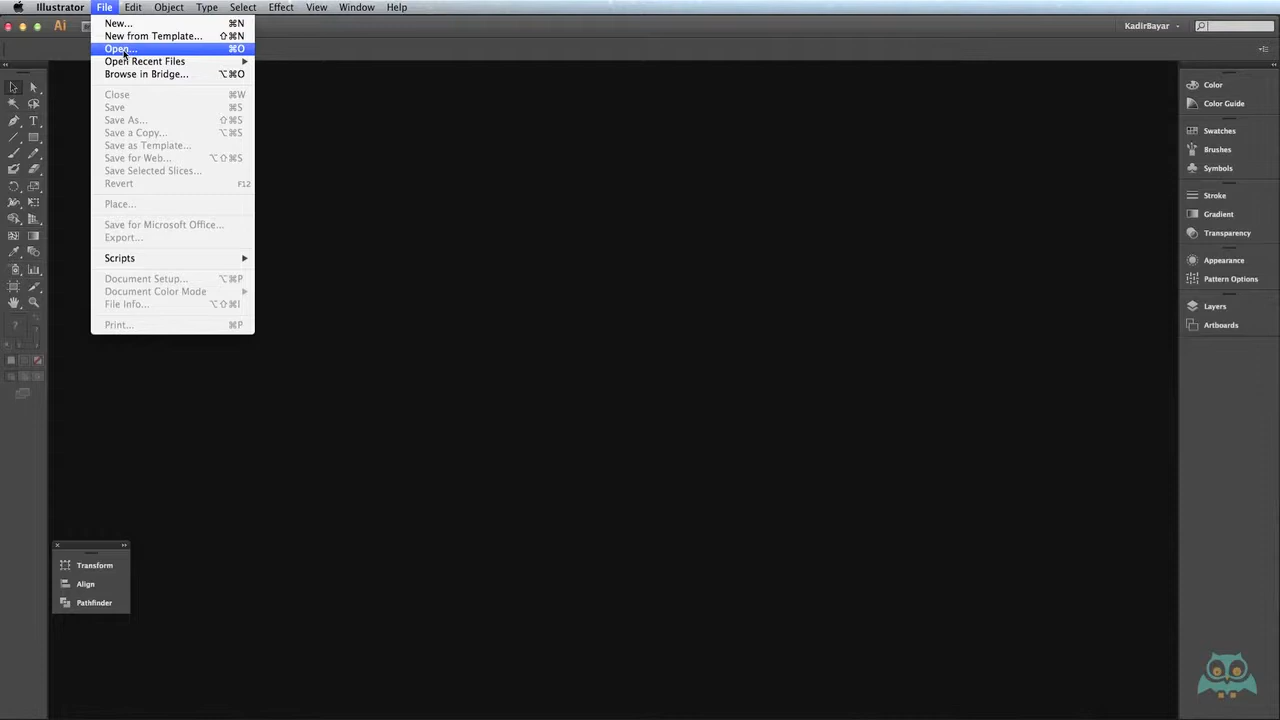 Illustrator File Edit Object Type Select Effect View Window Help
Ai KadirBayar
New... ⌘N
New from Template... ⇧⌘N
Open... ⌘O
Open Recent Files
Browse in Bridge... ⌥⌘O
Close ⌘W
Save ⌘S
Save As... ⇧⌘S
Save a Copy... ⌥⌘S
Save as Template...
Save for Web... ⌥⇧⌘S
Save Selected Slices...
Revert F12
Place...
Save for Microsoft Office...
Export...
Scripts
Document Setup... ⌥⌘P
Document Color Mode
File Info... ⌥⇧⌘I
Print... ⌘P
Transform
Align
Pathfinder
Color
Color Guide
Swatches
Brushes
Symbols
Stroke
Gradient
Transparency
Appearance
Pattern Options
Layers
Artboards